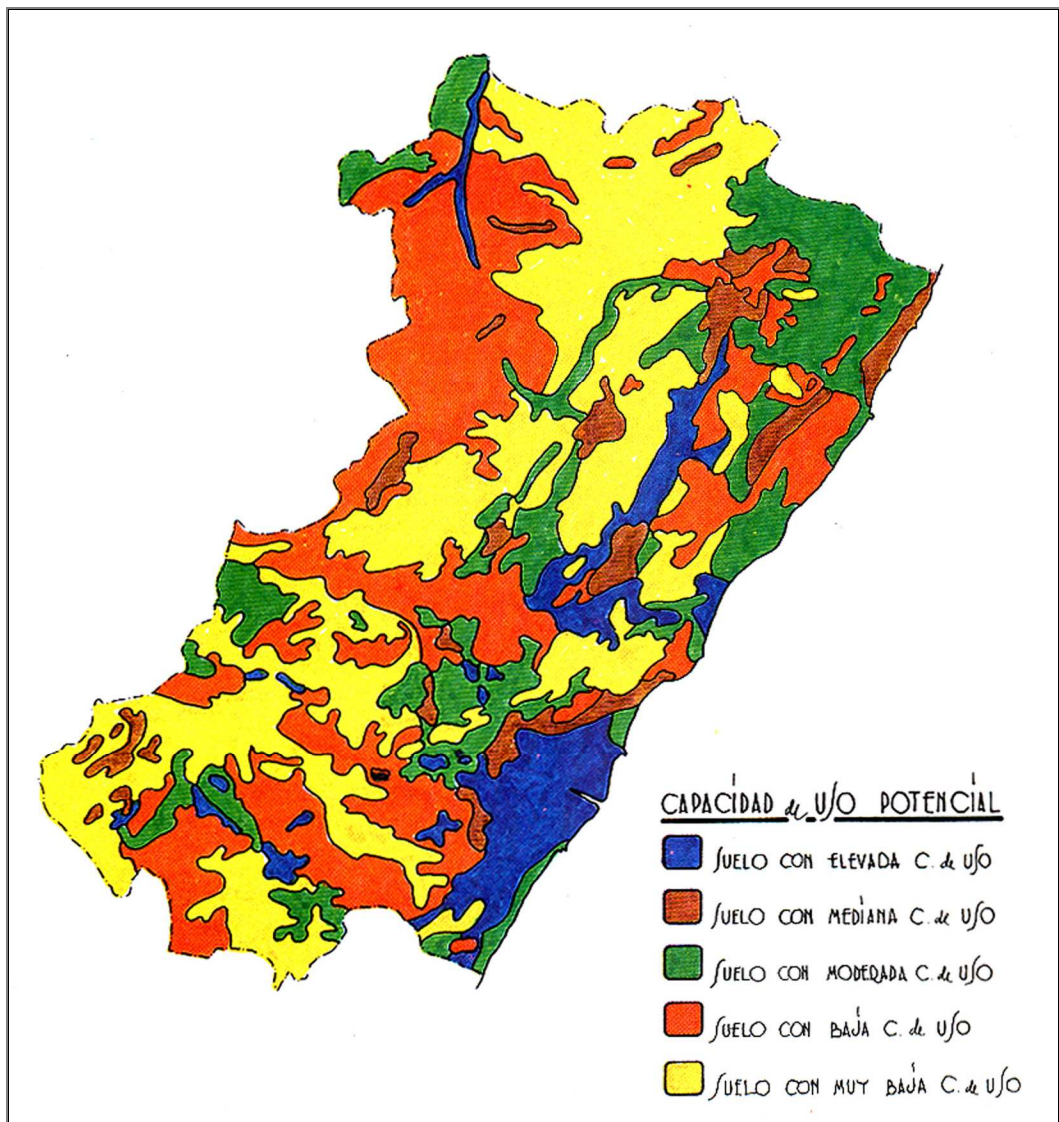 CAPACIDAD de USO POTENCIAL
SUELO CON ELEVADA C. de USO
SUELO CON MEDIANA C. de USO
SUELO CON MODERADA C. de USO
SUELO CON BAJA C. de USO
SUELO CON MUY BAJA C. de USO